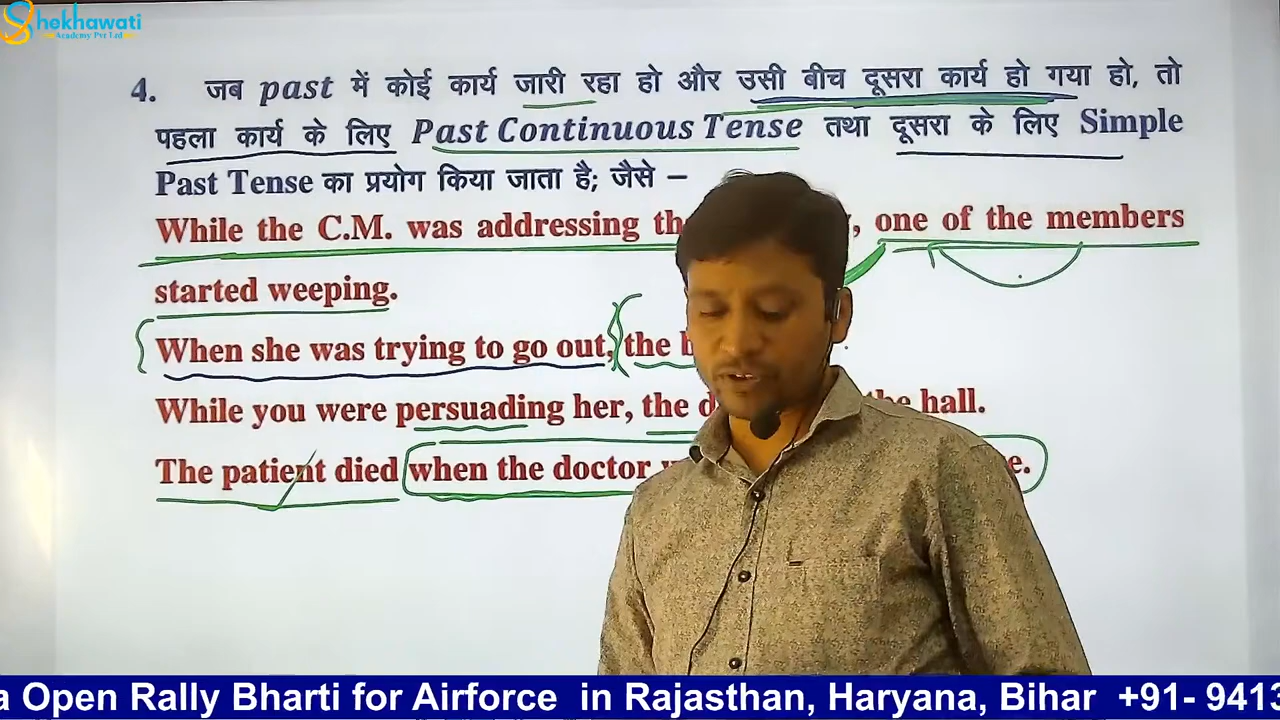 Shekhawati
Academy Pvt Ltd
4. जब past में कोई कार्य जारी रहा हो और उसी बीच दूसरा कार्य हो गया हो, तो
पहला कार्य के लिए Past Continuous Tense तथा दूसरा के लिए Simple
Past Tense का प्रयोग किया जाता है; जैसे –
While the C.M. was addressing , one of the members
started weeping.
When she was trying to go out, the
While you were persuading her, the hall.
The patient died when the doctor
a Open Rally Bharti for Airforce in Rajasthan, Haryana, Bihar +91- 9413